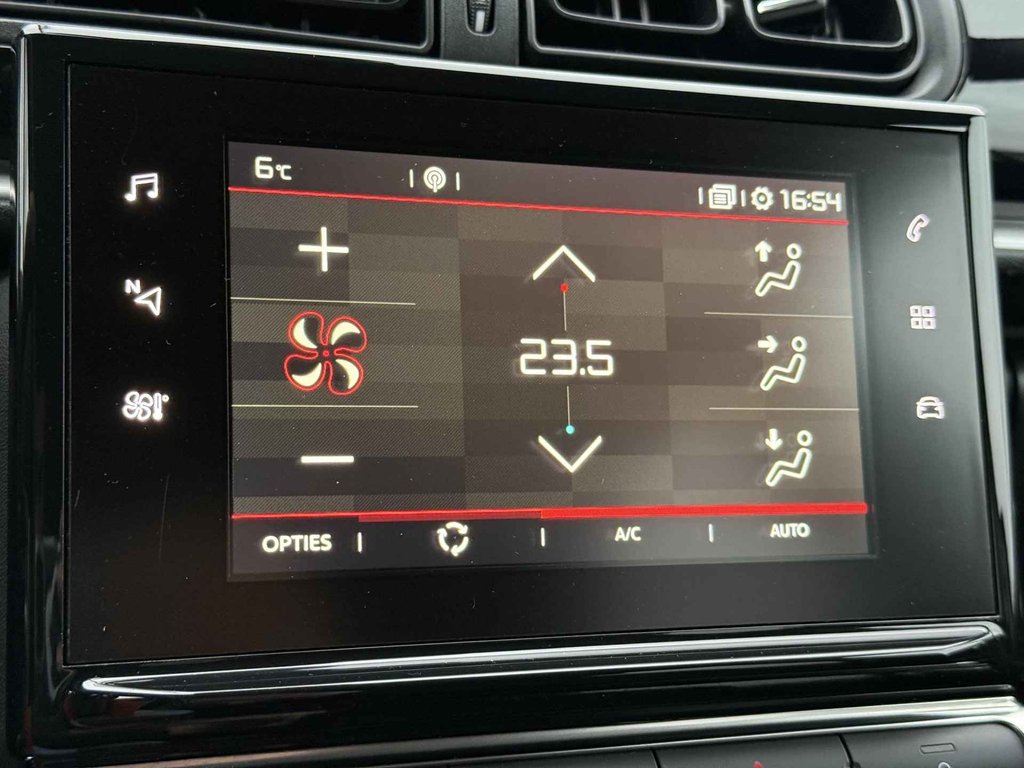 6°C
16:54
N
23.5
OPTIES
A/C
AUTO